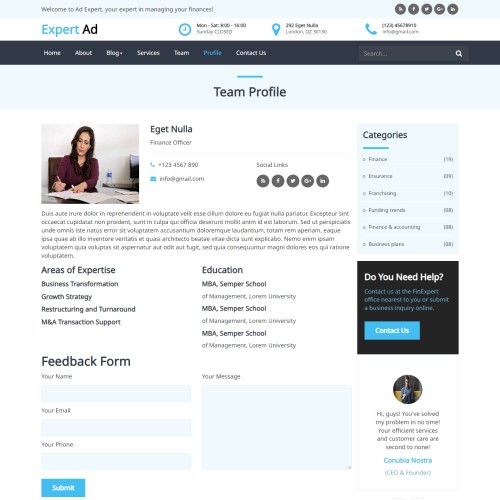 Welcome to Ad Expert, your expert in managing your finances!
Expert Ad
Mon - Sat: 8:00 - 16:00
Sunday CLOSED
292 Eget Nulla
London, OZ 30130
(123) 45678910
info@gmail.com
Home About Blog Services Team Profile Contact Us
Search...
Team Profile
Eget Nulla
Finance Officer
+123 4567 890
info@gmail.com
Social Links
Duis aute irure dolor in reprehenderit in voluptate velit esse cillum dolore eu fugiat nulla pariatur. Excepteur sint
occaecat cupidatat non proident, sunt in culpa qui officia deserunt mollit anim id est laborum. Sed ut perspiciatis
unde omnis iste natus error sit voluptatem accusantium doloremque laudantium, totam rem aperiam, eaque
ipsa quae ab illo inventore veritatis et quasi architecto beatae vitae dicta sunt explicabo. Nemo enim ipsam
voluptatem quia voluptas sit aspernatur aut odit aut fugit, sed quia consequuntur magni dolores eos qui ratione
voluptatem.
Areas of Expertise
Business Transformation
Growth Strategy
Restructuring and Turnaround
M&A Transaction Support
Education
MBA, Semper School
of Management, Lorem University
MBA, Semper School
of Management, Lorem University
MBA, Semper School
of Management, Lorem University
Feedback Form
Your Name
Your Email
Your Phone
Your Message
Submit
Categories
Finance (19)
Insurance (99)
Franchising (18)
Funding trends (88)
Finance & accounting (88)
Business plans (88)
Do You Need Help?
Contact us at the FinExpert
office nearest to you or submit
a business inquiry online.
Contact Us
Hi, guys! You've solved
my problem in no time!
Your efficient services
and customer care are
second to none!
Conubia Nostra
(CEO & Founder)